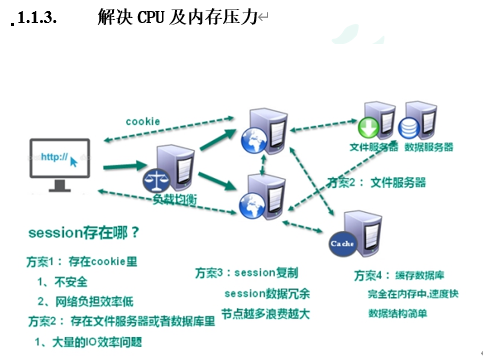 1.1.3. 解决 CPU 及内存压力
cookie
http://
文件服务器 数据服务器
负载均衡
方案2： 文件服务器
Cache
session存在哪？
方案1： 存在cookie里
1、不安全
2、网络负担效率低
方案2： 存在文件服务器或者数据库里
1、大量的IO效率问题
方案3：session复制
session数据冗余
节点越多浪费越大
方案4： 缓存数据库
完全在内存中,速度快
数据结构简单